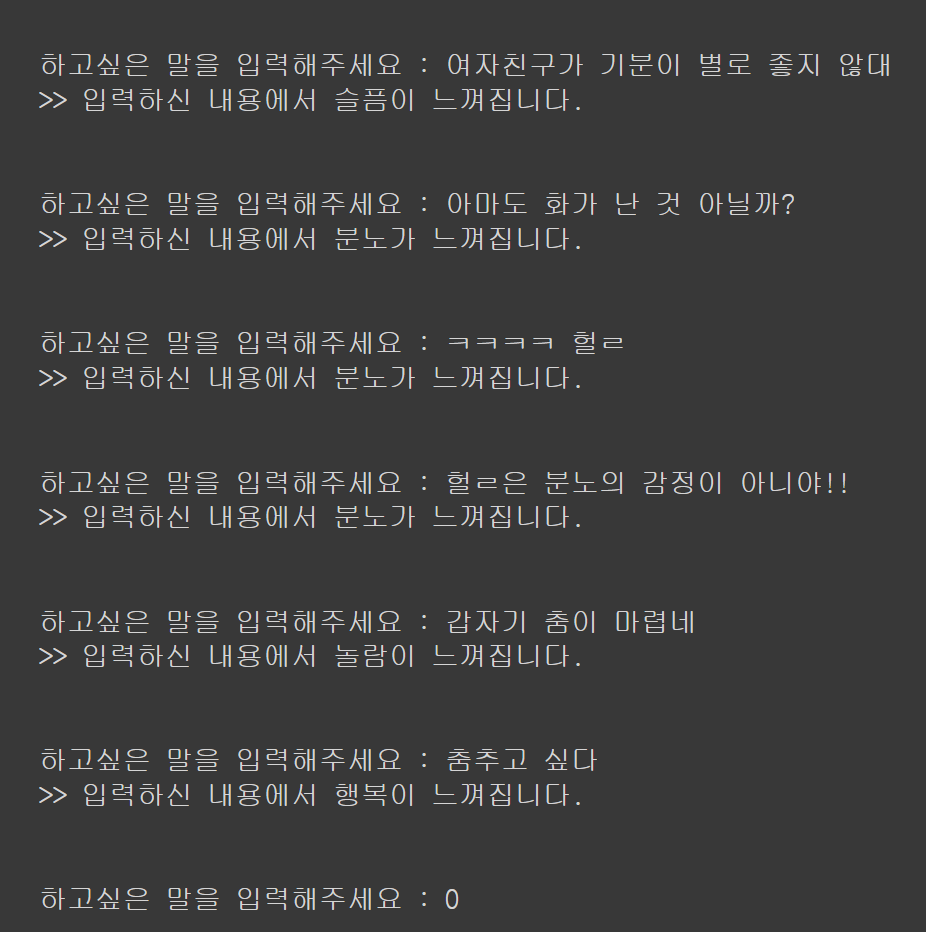 하고싶은 말을 입력해주세요 : 여자친구가 기분이 별로 좋지 않대
>> 입력하신 내용에서 슬픔이 느껴집니다.
하고싶은 말을 입력해주세요 : 아마도 화가 난 것 아닐까?
>> 입력하신 내용에서 분노가 느껴집니다.
하고싶은 말을 입력해주세요 : ㅋㅋㅋㅋ 헐ㄹ
>> 입력하신 내용에서 분노가 느껴집니다.
하고싶은 말을 입력해주세요 : 헐ㄹ은 분노의 감정이 아니야!!
>> 입력하신 내용에서 분노가 느껴집니다.
하고싶은 말을 입력해주세요 : 갑자기 춤이 마렵네
>> 입력하신 내용에서 놀람이 느껴집니다.
하고싶은 말을 입력해주세요 : 춤추고 싶다
>> 입력하신 내용에서 행복이 느껴집니다.
하고싶은 말을 입력해주세요 : 0